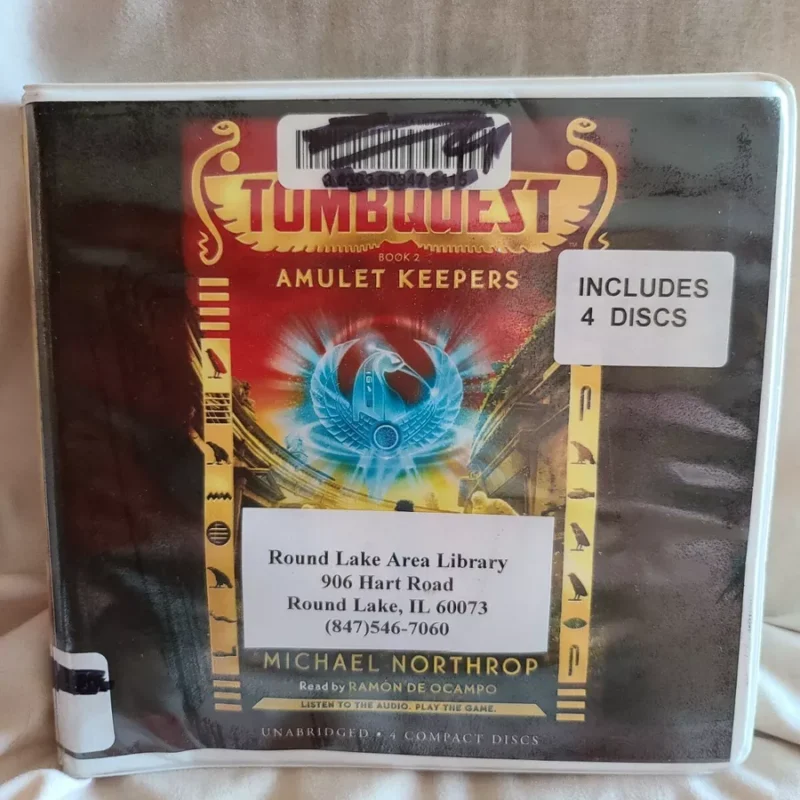 TOMBQUEST
TM
BOOK 2
AMULET KEEPERS
INCLUDES
4 DISCS
Round Lake Area Library
906 Hart Road
Round Lake, IL 60073
(847)546-7060
MICHAEL NORTHROP
Read by RAMÓN DE OCAMPO
LISTEN TO THE AUDIO. PLAY THE GAME.
UNABRIDGED • 4 COMPACT DISCS